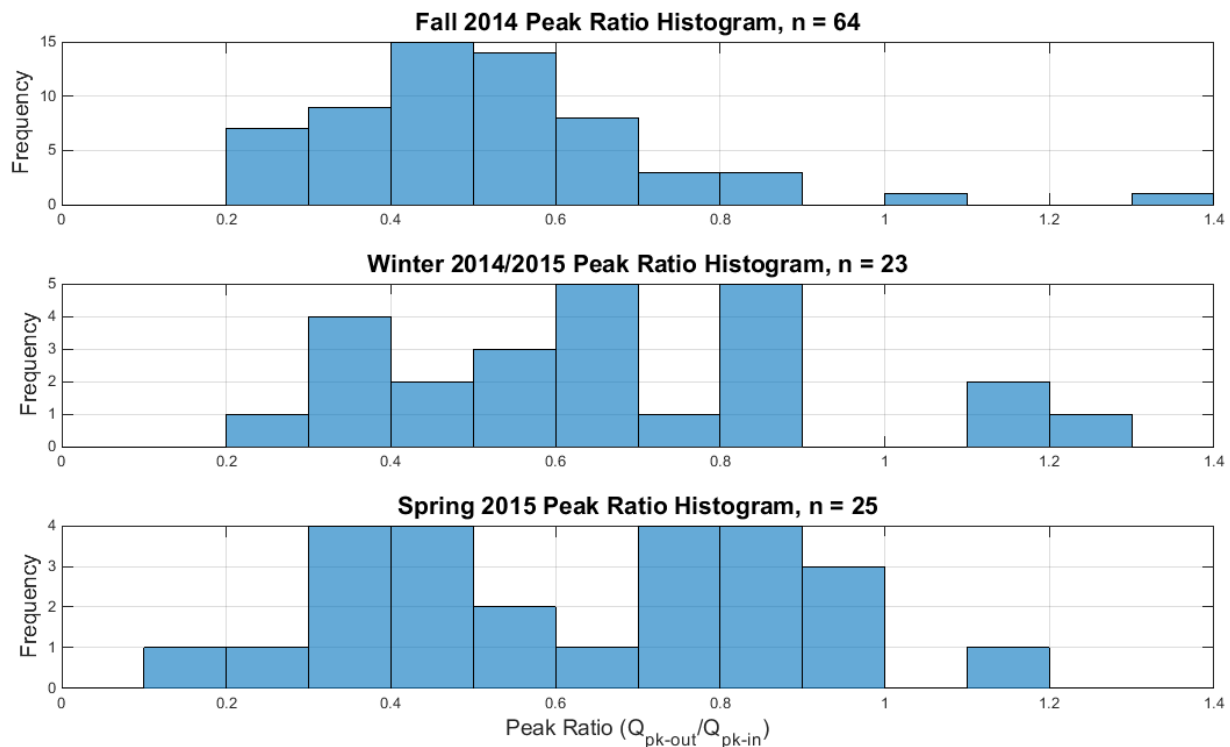 Fall 2014 Peak Ratio Histogram, n = 64
Frequency
15
10
5
0
0 0.2 0.4 0.6 0.8 1 1.2 1.4
Winter 2014/2015 Peak Ratio Histogram, n = 23
Frequency
5
4
3
2
1
0
0 0.2 0.4 0.6 0.8 1 1.2 1.4
Spring 2015 Peak Ratio Histogram, n = 25
Frequency
4
3
2
1
0
0 0.2 0.4 0.6 0.8 1 1.2 1.4
Peak Ratio (Qpk-out/Qpk-in)